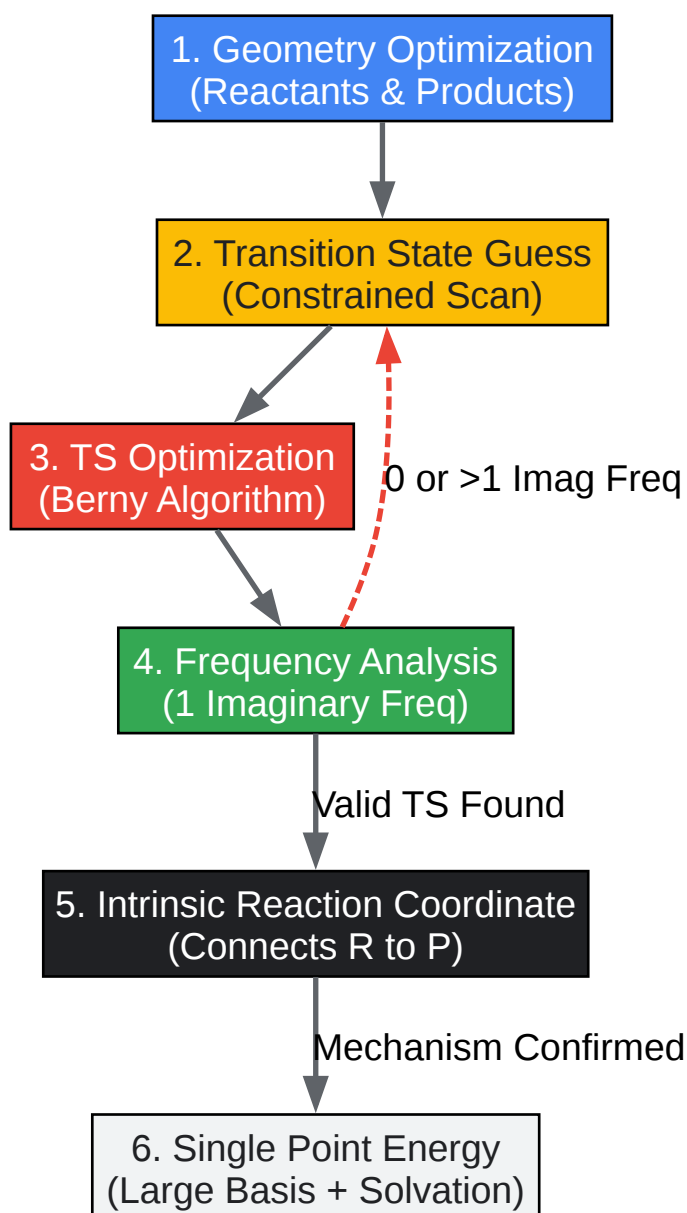 1. Geometry Optimization
(Reactants & Products)
2. Transition State Guess
(Constrained Scan)
3. TS Optimization
(Berny Algorithm)
0 or >1 Imag Freq
4. Frequency Analysis
(1 Imaginary Freq)
Valid TS Found
5. Intrinsic Reaction Coordinate
(Connects R to P)
Mechanism Confirmed
6. Single Point Energy
(Large Basis + Solvation)